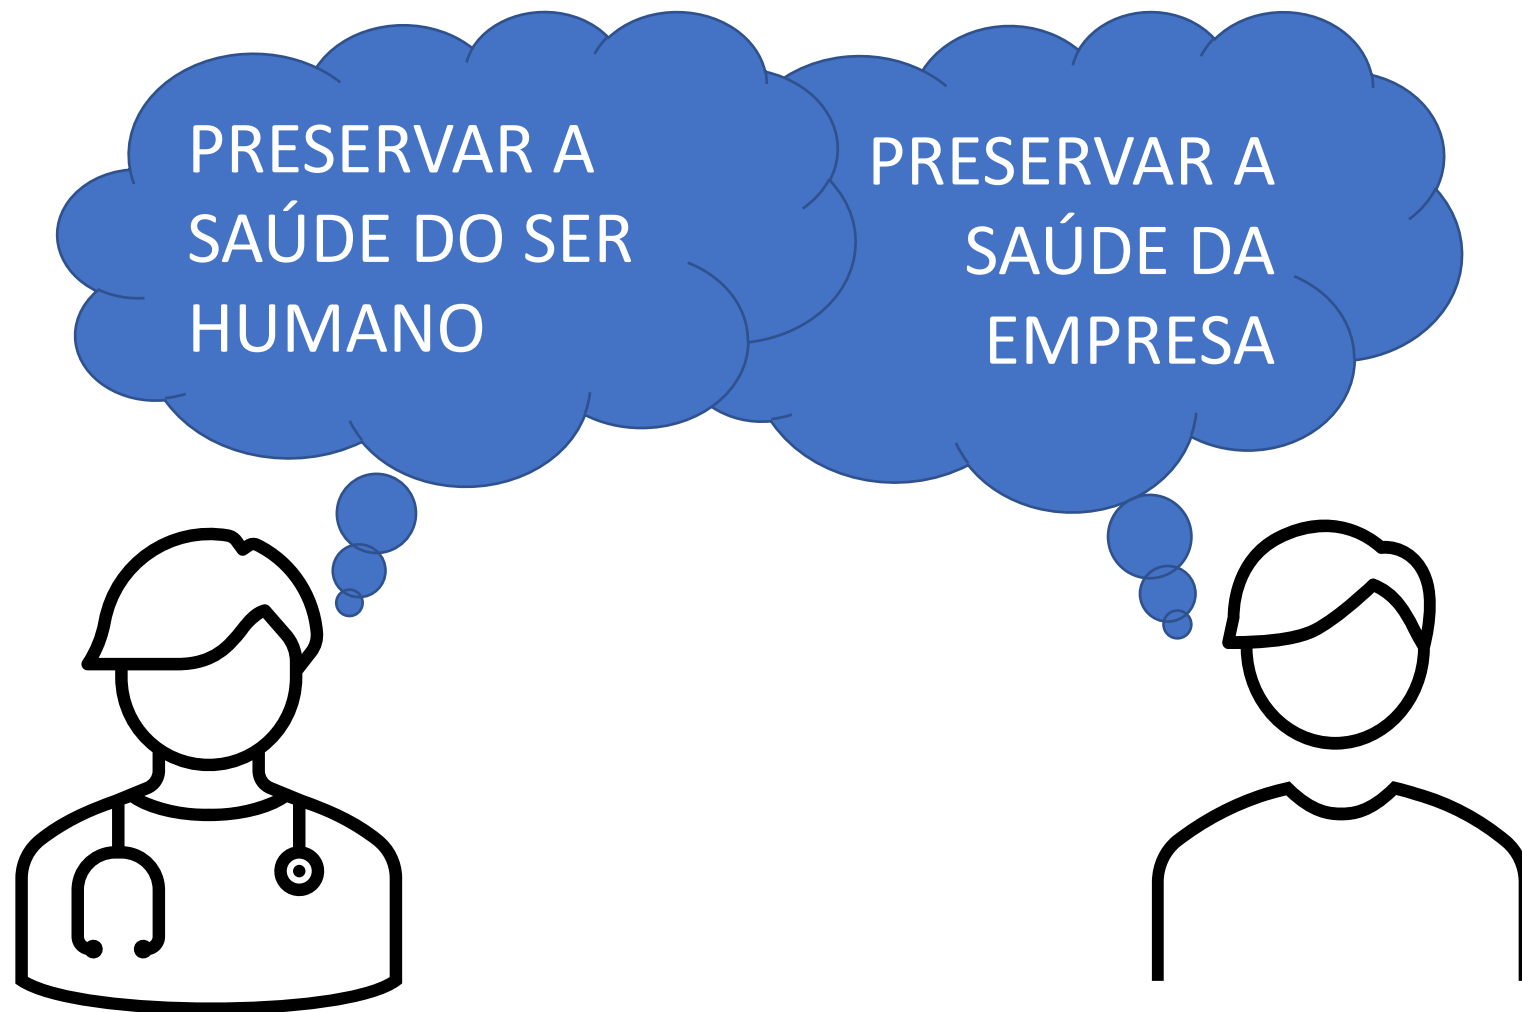 PRESERVAR A
SAÚDE DO SER
HUMANO
PRESERVAR A
SAÚDE DA
EMPRESA